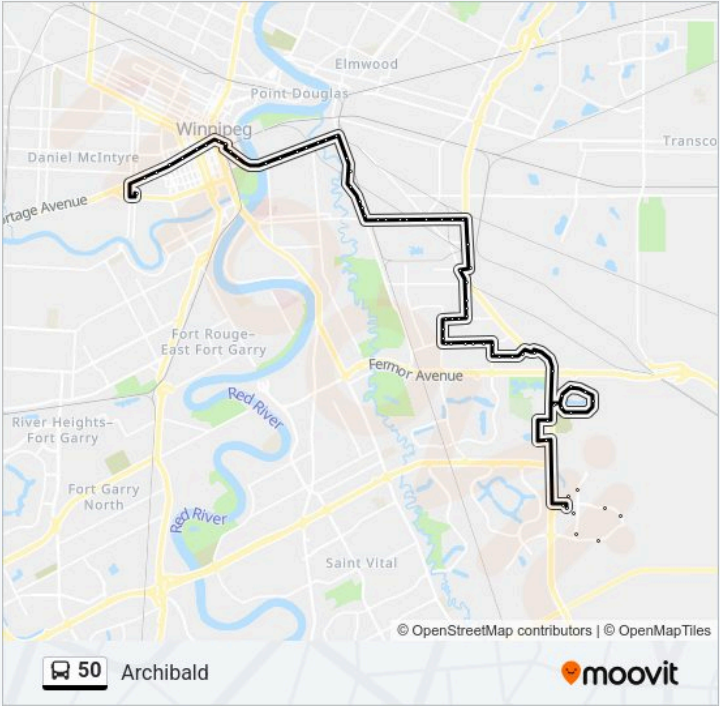 Elmwood
Point Douglas
Winnipeg
Transco
Daniel McIntyre
ortage Avenue
Fort Rouge–
East Fort Garry
Fermor Avenue
Red River
River Heights–
Fort Garry
Fort Garry
North
Red River
Saint Vital
© OpenStreetMap contributors | © OpenMapTiles
50 Archibald
moovit